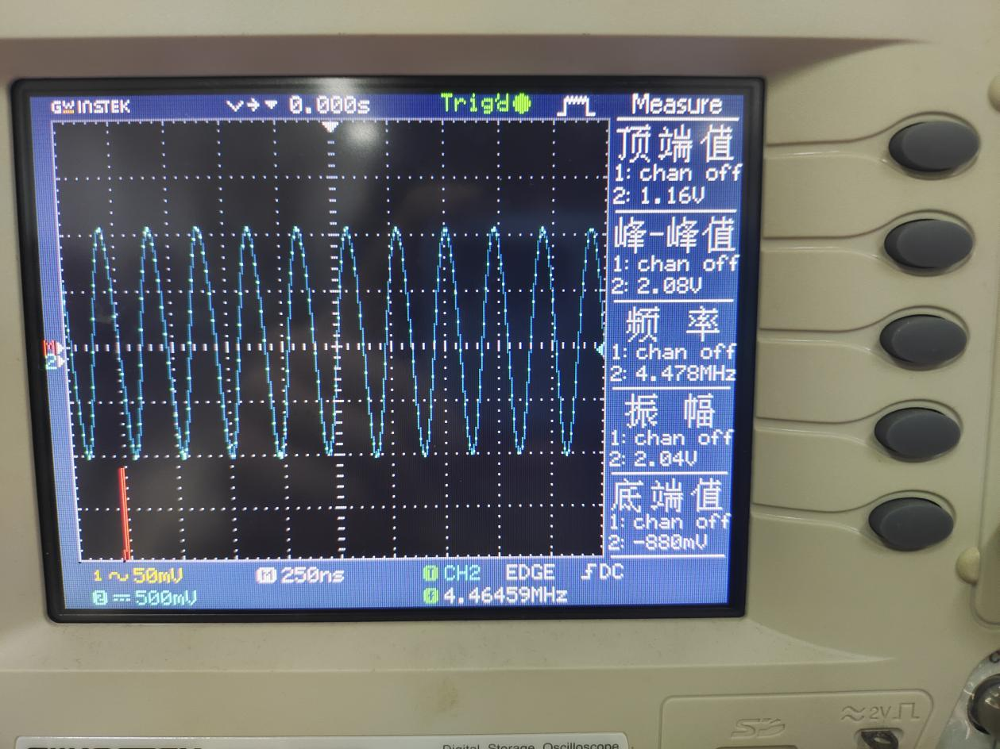 GW INSTEK 0.000s Trig'd Measure
顶端值
1: chan off
2: 1.16V
峰-峰值
1: chan off
2: 2.08V
频率
1: chan off
2: 4.478MHz
振幅
1: chan off
2: 2.04V
底端值
1: chan off
2: -880mV
M
2
1 50mV M 250ns T CH2 EDGE DC
2 500mV 4.46459MHz
SD 2V
Digital Storage Oscilloscope